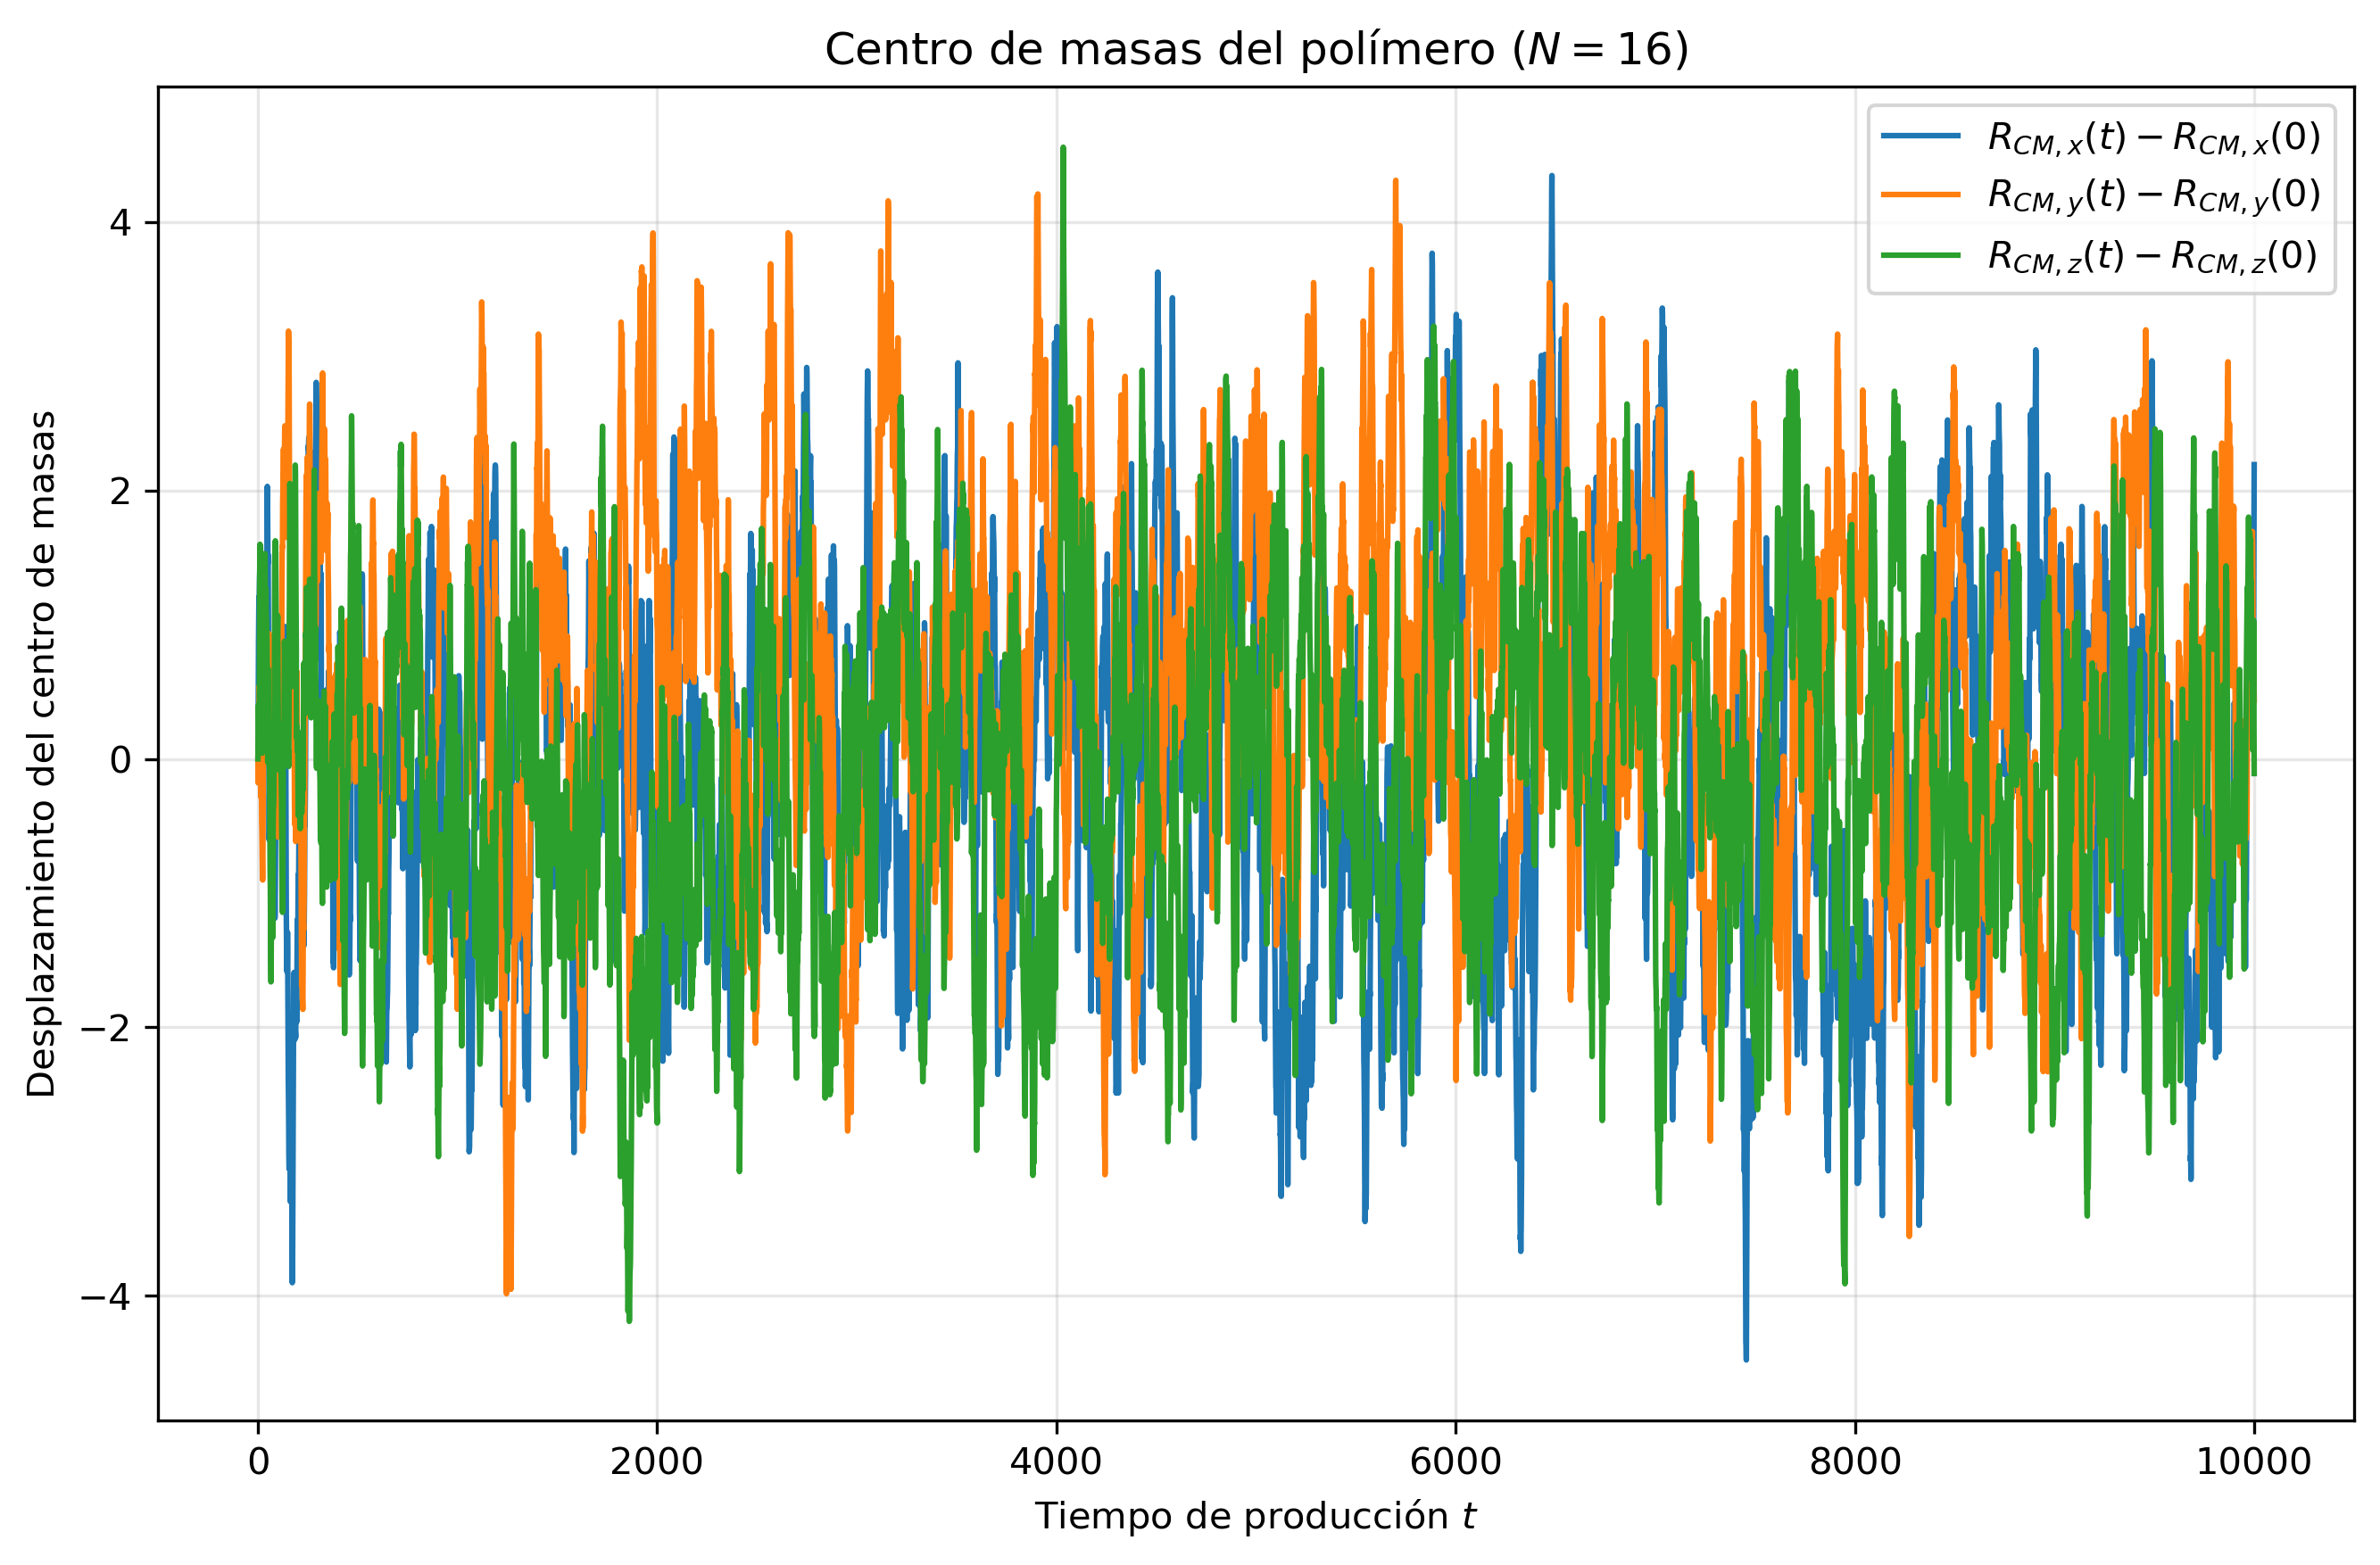 Centro de masas del polímero (N = 16)
R_{CM,x}(t) − R_{CM,x}(0)
R_{CM,y}(t) − R_{CM,y}(0)
R_{CM,z}(t) − R_{CM,z}(0)
Desplazamiento del centro de masas
4
2
0
−2
−4
0 2000 4000 6000 8000 10000
Tiempo de producción t